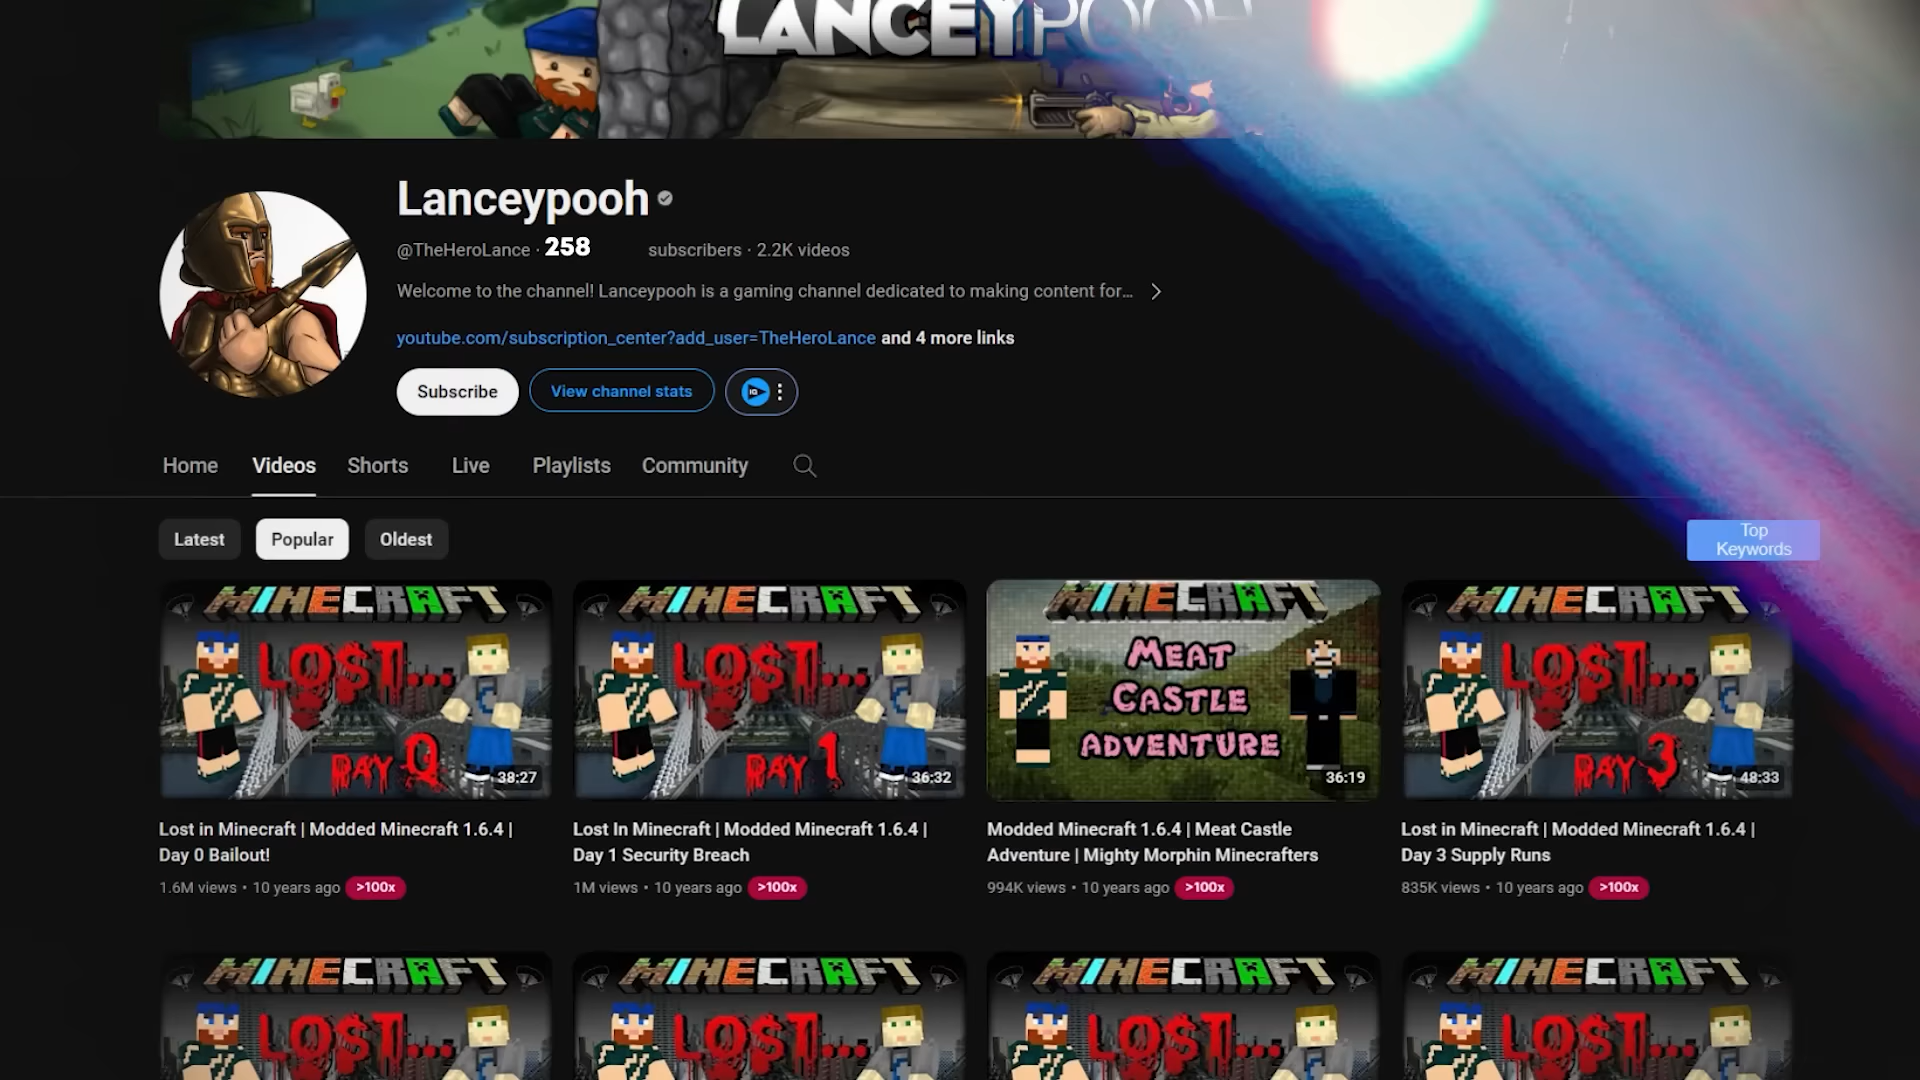 LANCEYPOOH
Lanceypooh
@TheHeroLance · 258 subscribers · 2.2K videos
Welcome to the channel! Lanceypooh is a gaming channel dedicated to making content for...
youtube.com/subscription_center?add_user=TheHeroLance and 4 more links
Subscribe View channel stats IQ
Home Videos Shorts Live Playlists Community
Latest Popular Oldest
Top
Keywords
MINECRAFT MINECRAFT MINECRAFT MINECRAFT
LOST... LOST... MEAT LOST...
CASTLE
ADVENTURE
DAY 0 DAY 1 DAY 3
38:27 36:32 36:19 48:33
Lost in Minecraft | Modded Minecraft 1.6.4 |
Day 0 Bailout!
1.6M views • 10 years ago >100x
Lost In Minecraft | Modded Minecraft 1.6.4 |
Day 1 Security Breach
1M views • 10 years ago >100x
Modded Minecraft 1.6.4 | Meat Castle
Adventure | Mighty Morphin Minecrafters
994K views • 10 years ago >100x
Lost in Minecraft | Modded Minecraft 1.6.4 |
Day 3 Supply Runs
835K views • 10 years ago >100x
MINECRAFT MINECRAFT MINECRAFT MINECRAFT
LOST... LOST... LOST... LOST...